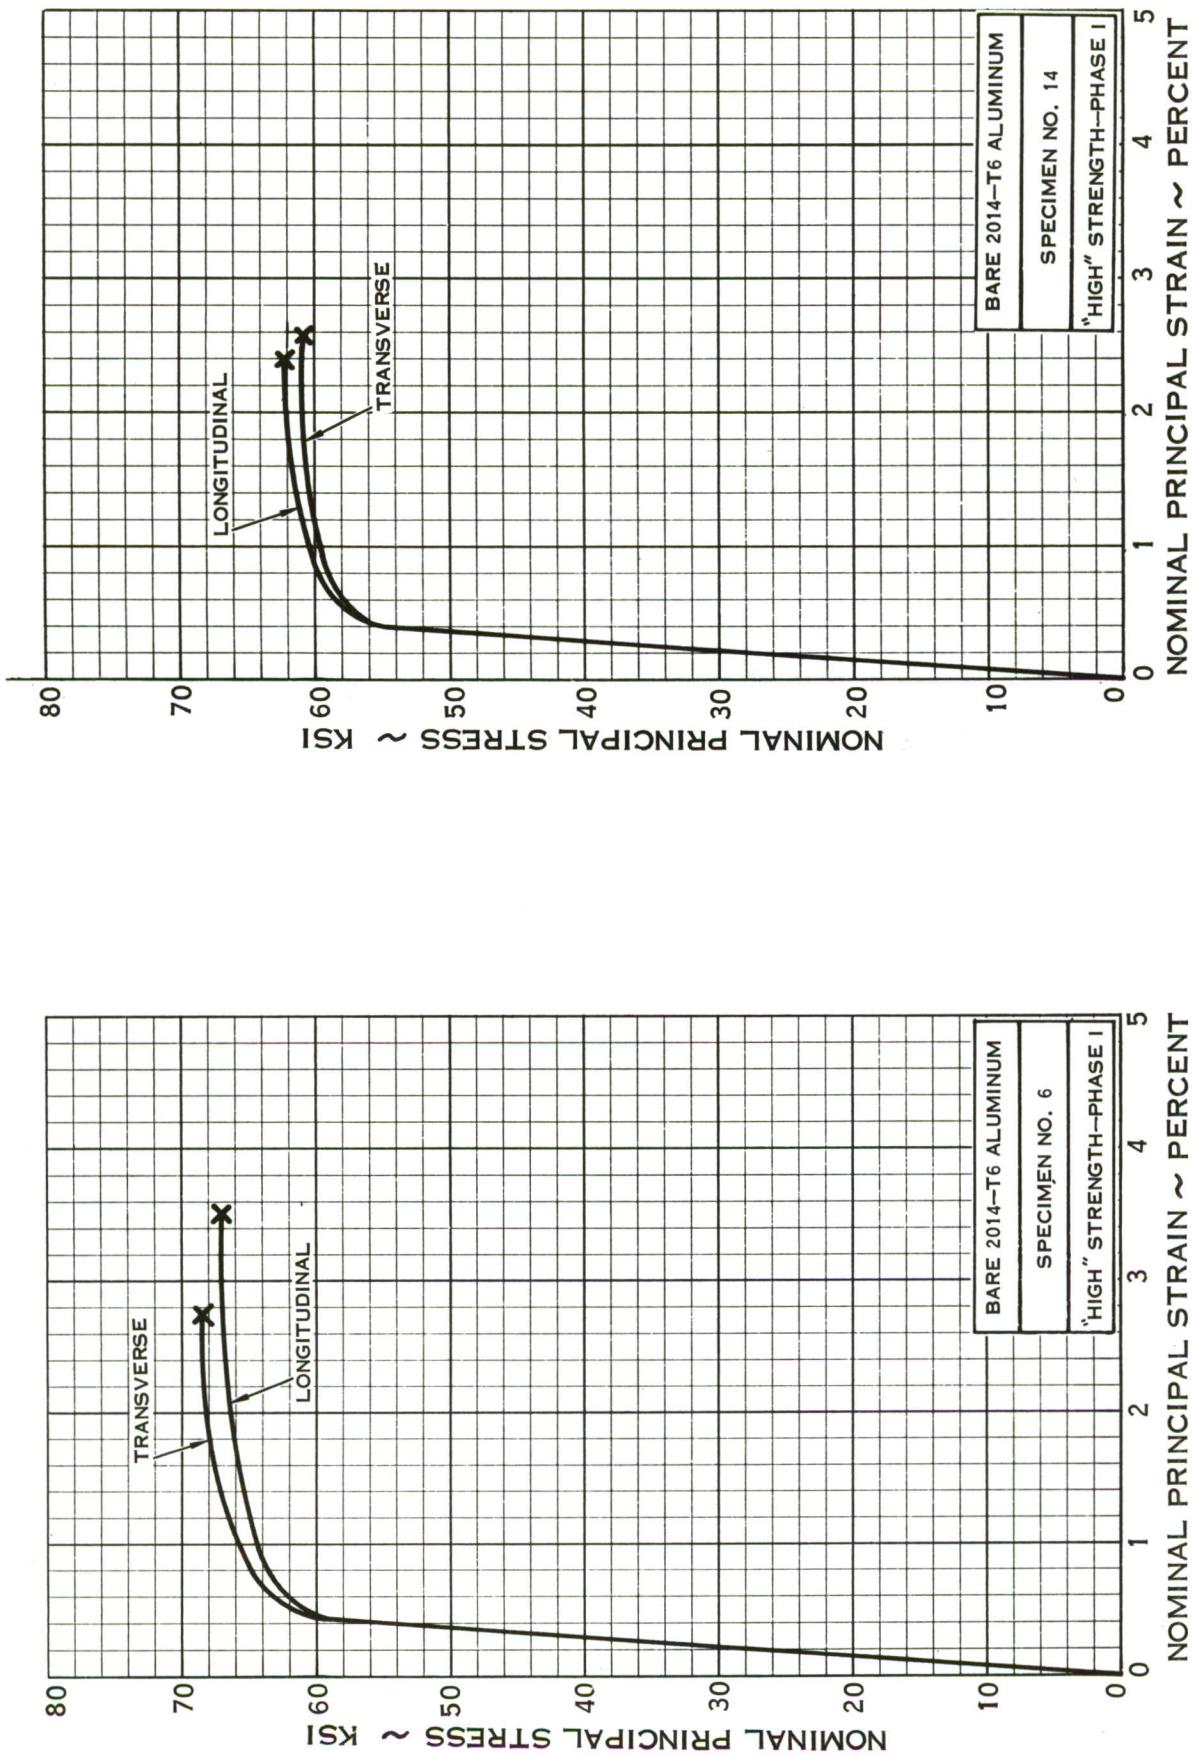 NOMINAL PRINCIPAL STRESS ~ KSI
80
70
60
50
40
30
20
10
0
TRANSVERSE
LONGITUDINAL
BARE 2014-T6 ALUMINUM
SPECIMEN NO. 6
"HIGH" STRENGTH-PHASE I
0
1
2
3
4
5
NOMINAL PRINCIPAL STRAIN ~ PERCENT
NOMINAL PRINCIPAL STRESS ~ KSI
80
70
60
50
40
30
20
10
0
LONGITUDINAL
TRANSVERSE
BARE 2014-T6 ALUMINUM
SPECIMEN NO. 14
"HIGH" STRENGTH-PHASE I
0
1
2
3
4
5
NOMINAL PRINCIPAL STRAIN ~ PERCENT